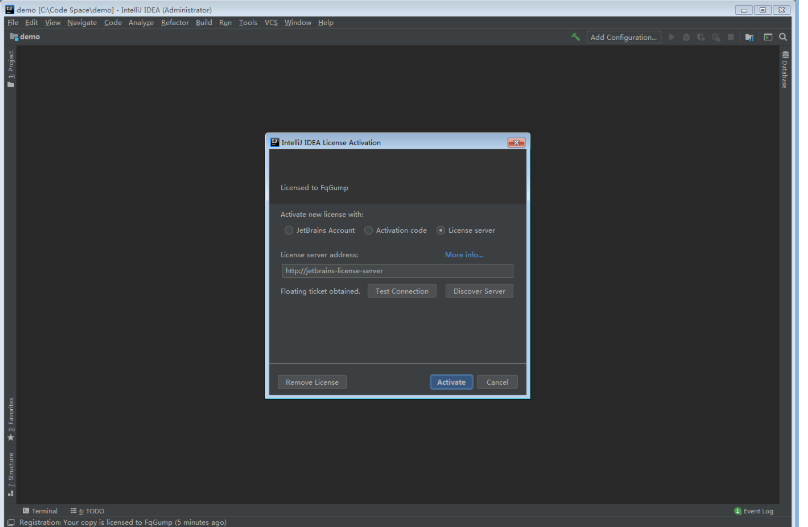 demo [C:\Code Space\demo] - IntelliJ IDEA (Administrator)
File Edit View Navigate Code Analyze Refactor Build Run Tools VCS Window Help
demo
Add Configuration...
1: Project
Database
IntelliJ IDEA License Activation
Licensed to FqGump
Activate new license with:
JetBrains Account Activation code License server
License server address: More info...
http://jetbrains-license-server
Floating ticket obtained. Test Connection Discover Server
Remove License Activate Cancel
2: Favorites
7: Structure
Terminal 6: TODO 1 Event Log
Registration: Your copy is licensed to FqGump (5 minutes ago)